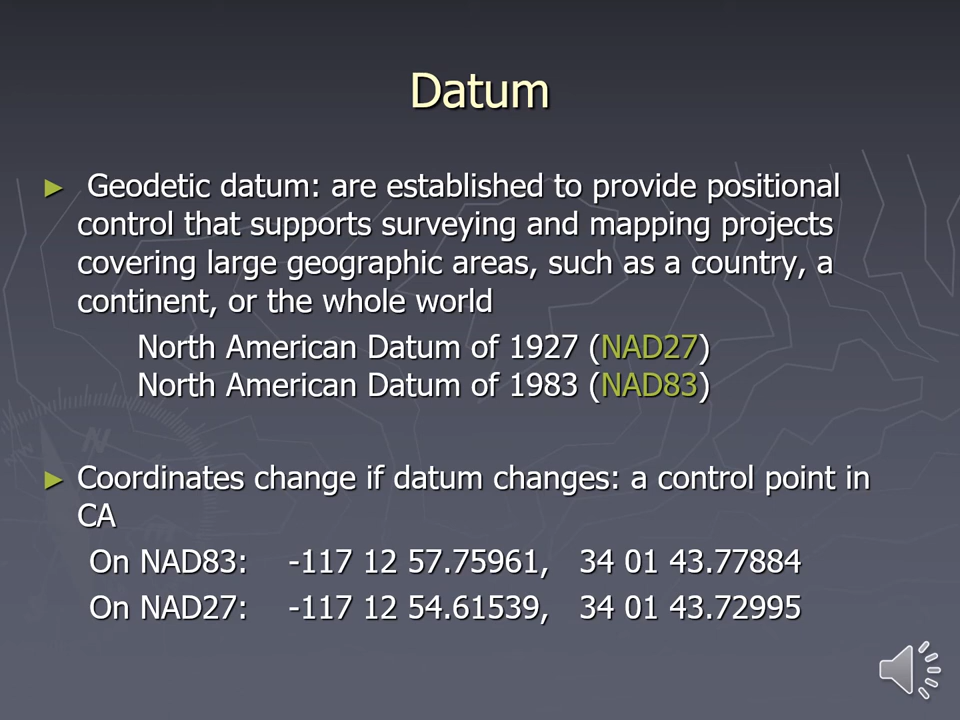 Datum
► Geodetic datum: are established to provide positional
control that supports surveying and mapping projects
covering large geographic areas, such as a country, a
continent, or the whole world
North American Datum of 1927 (NAD27)
North American Datum of 1983 (NAD83)
► Coordinates change if datum changes: a control point in
CA
On NAD83: -117 12 57.75961, 34 01 43.77884
On NAD27: -117 12 54.61539, 34 01 43.72995
N